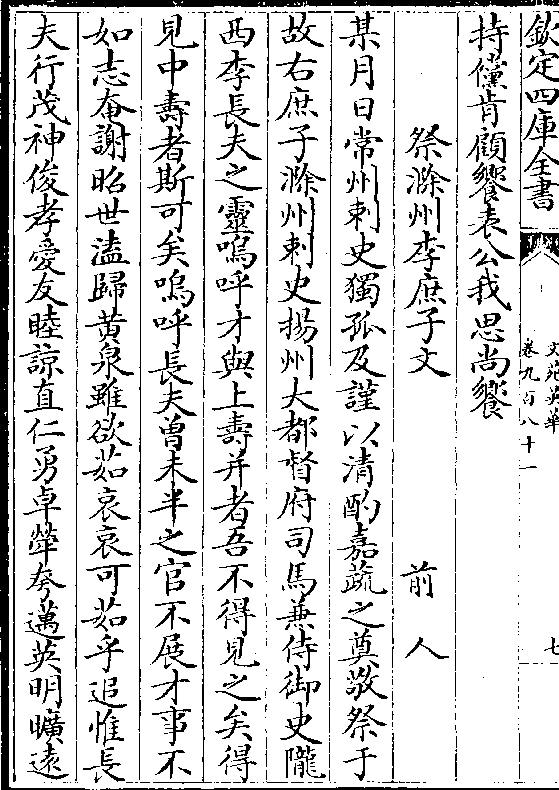 欽定四庫全書
文苑英華
卷九百八十一
七
持儻肯顧饗表公我思尚饗
祭滁州李庶子文　前人
某月日常州刺史獨孤及謹以清酌嘉蔬之奠敬祭于
故右庶子滁州刺史揚州大都督府司馬兼侍御史隴
西李長夫之靈嗚呼才與上壽并者吾不得見之矣得
見中壽者斯可矣嗚呼長夫曽未半之官不展才事不
如志奄謝昭世溘歸黄泉雖欲茹哀哀可茹乎追惟長
夫行茂神俊孝愛友睦諒直仁勇卓犖夸邁英明曠逺